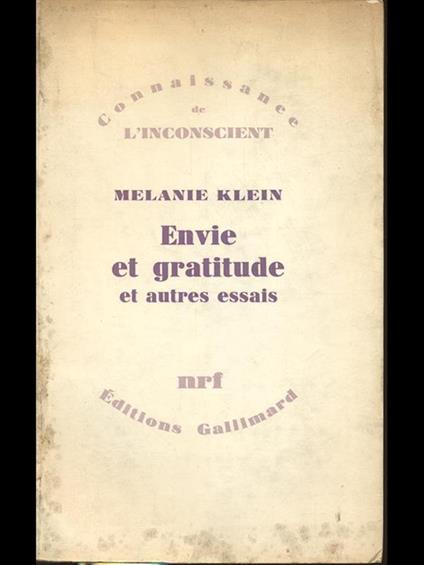 Connaissance
de
L'INCONSCIENT
MELANIE KLEIN
Envie
et gratitude
et autres essais
nrf
Éditions Gallimard